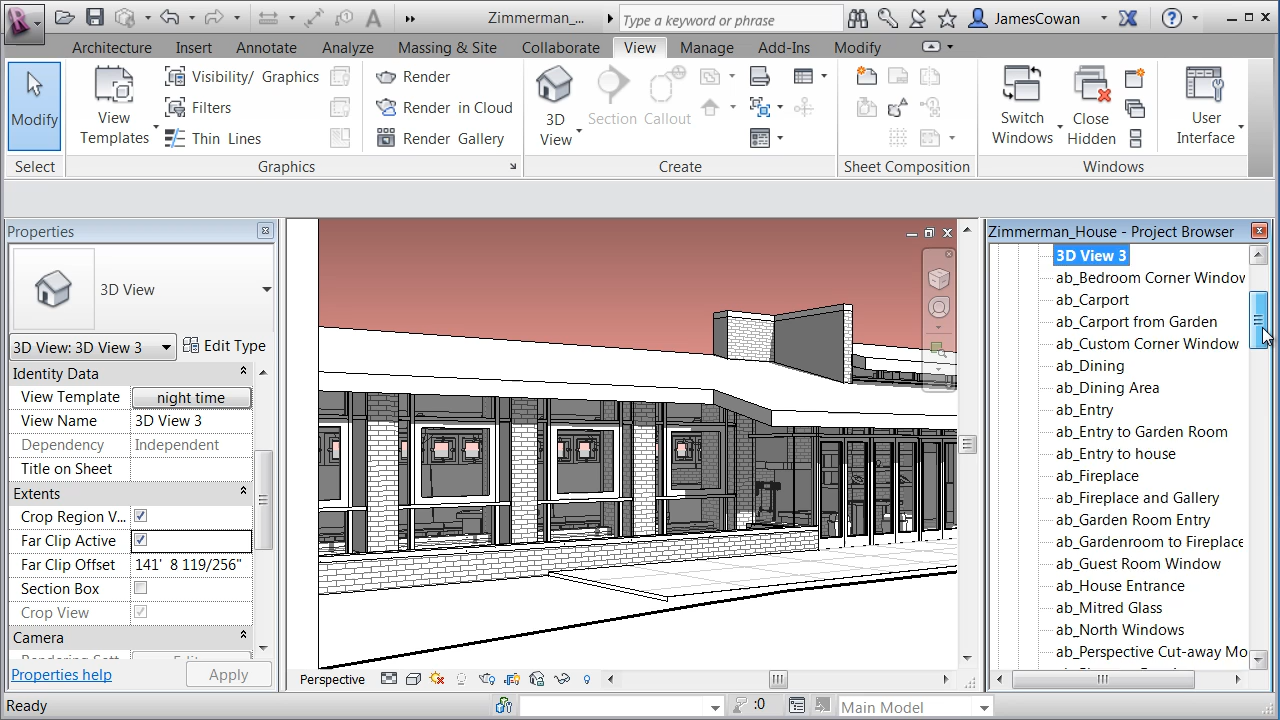 Zimmerman_...
Type a keyword or phrase
JamesCowan
Architecture Insert Annotate Analyze Massing & Site Collaborate View Manage Add-Ins Modify
Modify
View Templates
Visibility/ Graphics
Filters
Thin Lines
Render
Render in Cloud
Render Gallery
3D View
Section
Callout
Switch Windows
Close Hidden
User Interface
Select
Graphics
Create
Sheet Composition
Windows
Properties
3D View
3D View: 3D View 3
Edit Type
Identity Data
View Template night time
View Name 3D View 3
Dependency Independent
Title on Sheet
Extents
Crop Region V...
Far Clip Active
Far Clip Offset 141' 8 119/256"
Section Box
Crop View
Camera
Properties help
Apply
Perspective
Zimmerman_House - Project Browser
3D View 3
ab_Bedroom Corner Window
ab_Carport
ab_Carport from Garden
ab_Custom Corner Window
ab_Dining
ab_Dining Area
ab_Entry
ab_Entry to Garden Room
ab_Entry to house
ab_Fireplace
ab_Fireplace and Gallery
ab_Garden Room Entry
ab_Gardenroom to Fireplace
ab_Guest Room Window
ab_House Entrance
ab_Mitred Glass
ab_North Windows
ab_Perspective Cut-away Mo
Ready
:0
Main Model